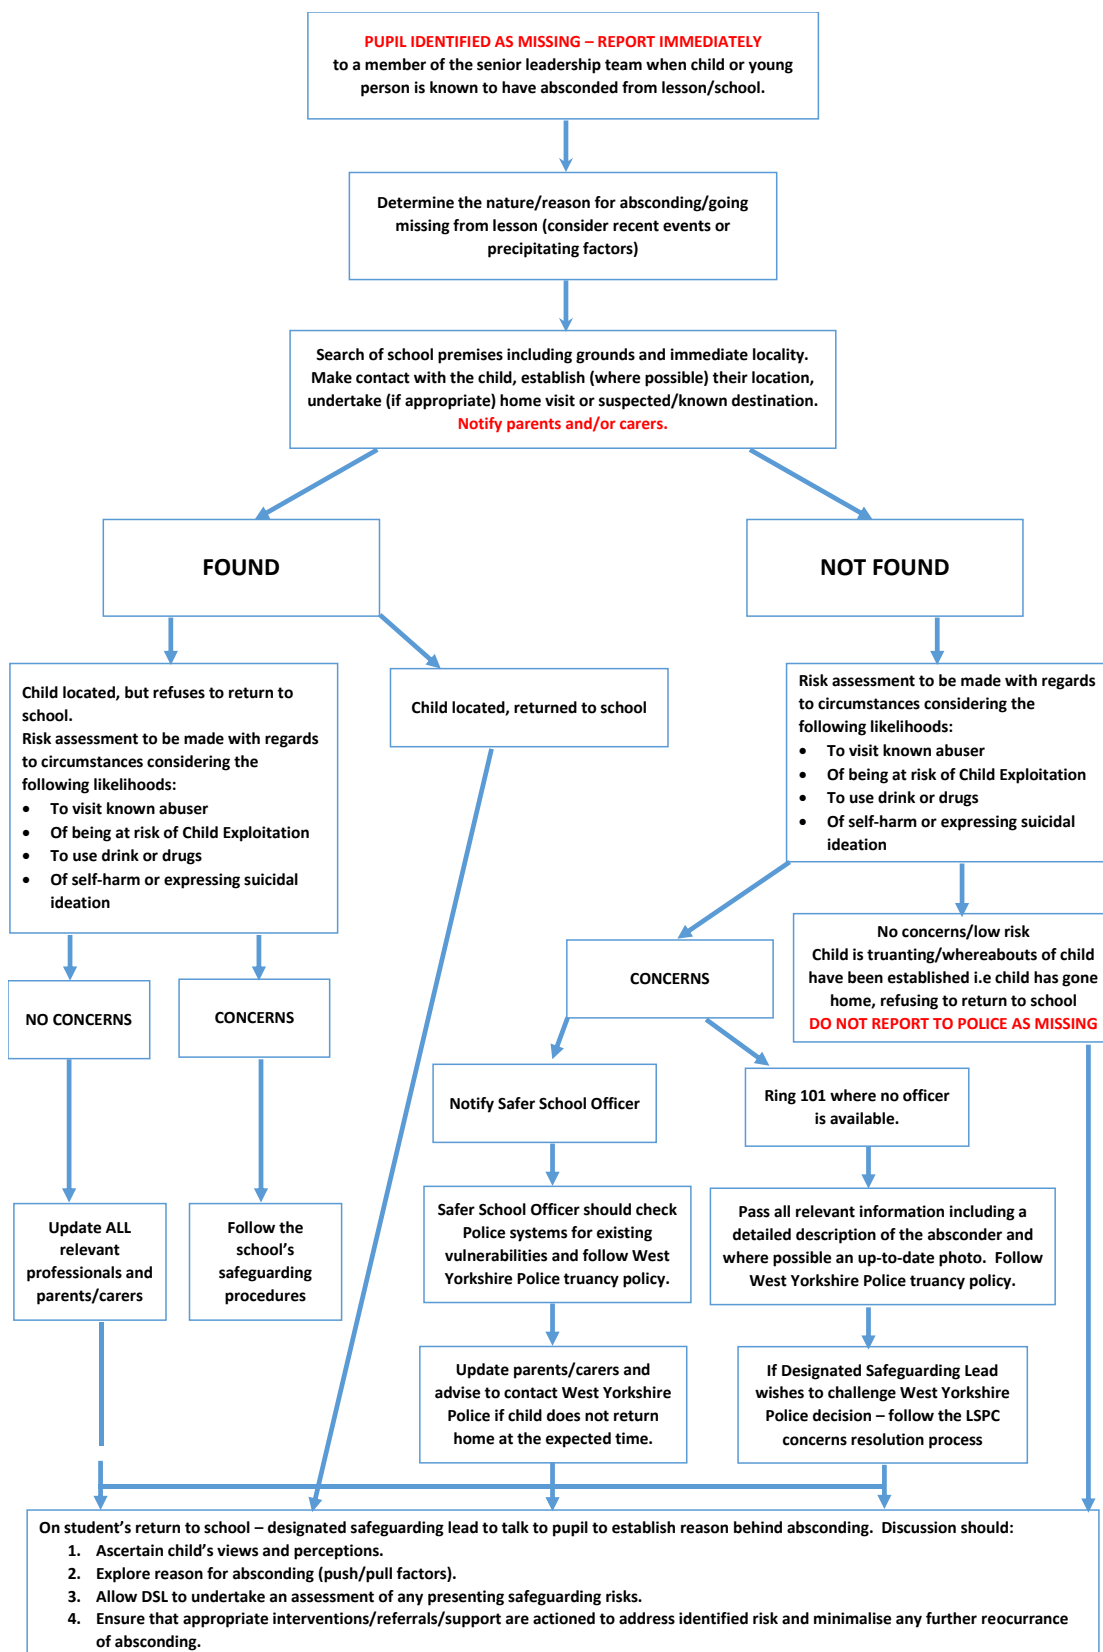 PUPIL IDENTIFIED AS MISSING – REPORT IMMEDIATELY
to a member of the senior leadership team when child or young
person is known to have absconded from lesson/school.
Determine the nature/reason for absconding/going
missing from lesson (consider recent events or
precipitating factors)
Search of school premises including grounds and immediate locality.
Make contact with the child, establish (where possible) their location,
undertake (if appropriate) home visit or suspected/known destination.
Notify parents and/or carers.
FOUND
NOT FOUND
Child located, but refuses to return to
school.
Risk assessment to be made with regards
to circumstances considering the
following likelihoods:
• To visit known abuser
• Of being at risk of Child Exploitation
• To use drink or drugs
• Of self-harm or expressing suicidal
ideation
Child located, returned to school
Risk assessment to be made with regards
to circumstances considering the
following likelihoods:
• To visit known abuser
• Of being at risk of Child Exploitation
• To use drink or drugs
• Of self-harm or expressing suicidal
ideation
NO CONCERNS
CONCERNS
CONCERNS
No concerns/low risk
Child is truanting/whereabouts of child
have been established i.e child has gone
home, refusing to return to school
DO NOT REPORT TO POLICE AS MISSING
Notify Safer School Officer
Ring 101 where no officer
is available.
Update ALL
relevant
professionals and
parents/carers
Follow the
school's
safeguarding
procedures
Safer School Officer should check
Police systems for existing
vulnerabilities and follow West
Yorkshire Police truancy policy.
Pass all relevant information including a
detailed description of the absconder and
where possible an up-to-date photo. Follow
West Yorkshire Police truancy policy.
Update parents/carers and
advise to contact West Yorkshire
Police if child does not return
home at the expected time.
If Designated Safeguarding Lead
wishes to challenge West Yorkshire
Police decision – follow the LSPC
concerns resolution process
On student's return to school – designated safeguarding lead to talk to pupil to establish reason behind absconding. Discussion should:
1. Ascertain child's views and perceptions.
2. Explore reason for absconding (push/pull factors).
3. Allow DSL to undertake an assessment of any presenting safeguarding risks.
4. Ensure that appropriate interventions/referrals/support are actioned to address identified risk and minimalise any further reocurrance
of absconding.